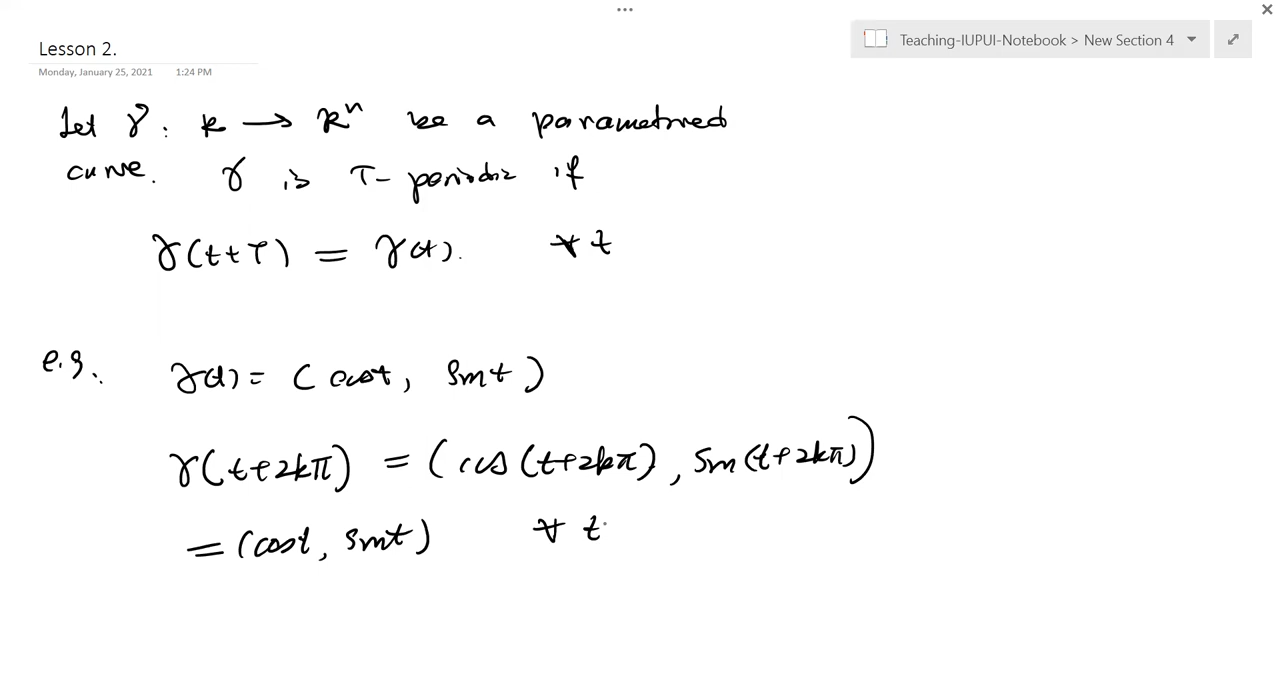 Lesson 2.
Monday, January 25, 2021 1:24 PM
Teaching-IUPUI-Notebook > New Section 4
Let γ : R → Rⁿ be a parametrized
curve. γ is T-periodic if
γ(t+T) = γ(t). ∀ t
e.g. γ(t) = (cost, sint)
γ(t+2kπ) = (cos(t+2kπ), sin(t+2kπ))
= (cost, sint) ∀ t